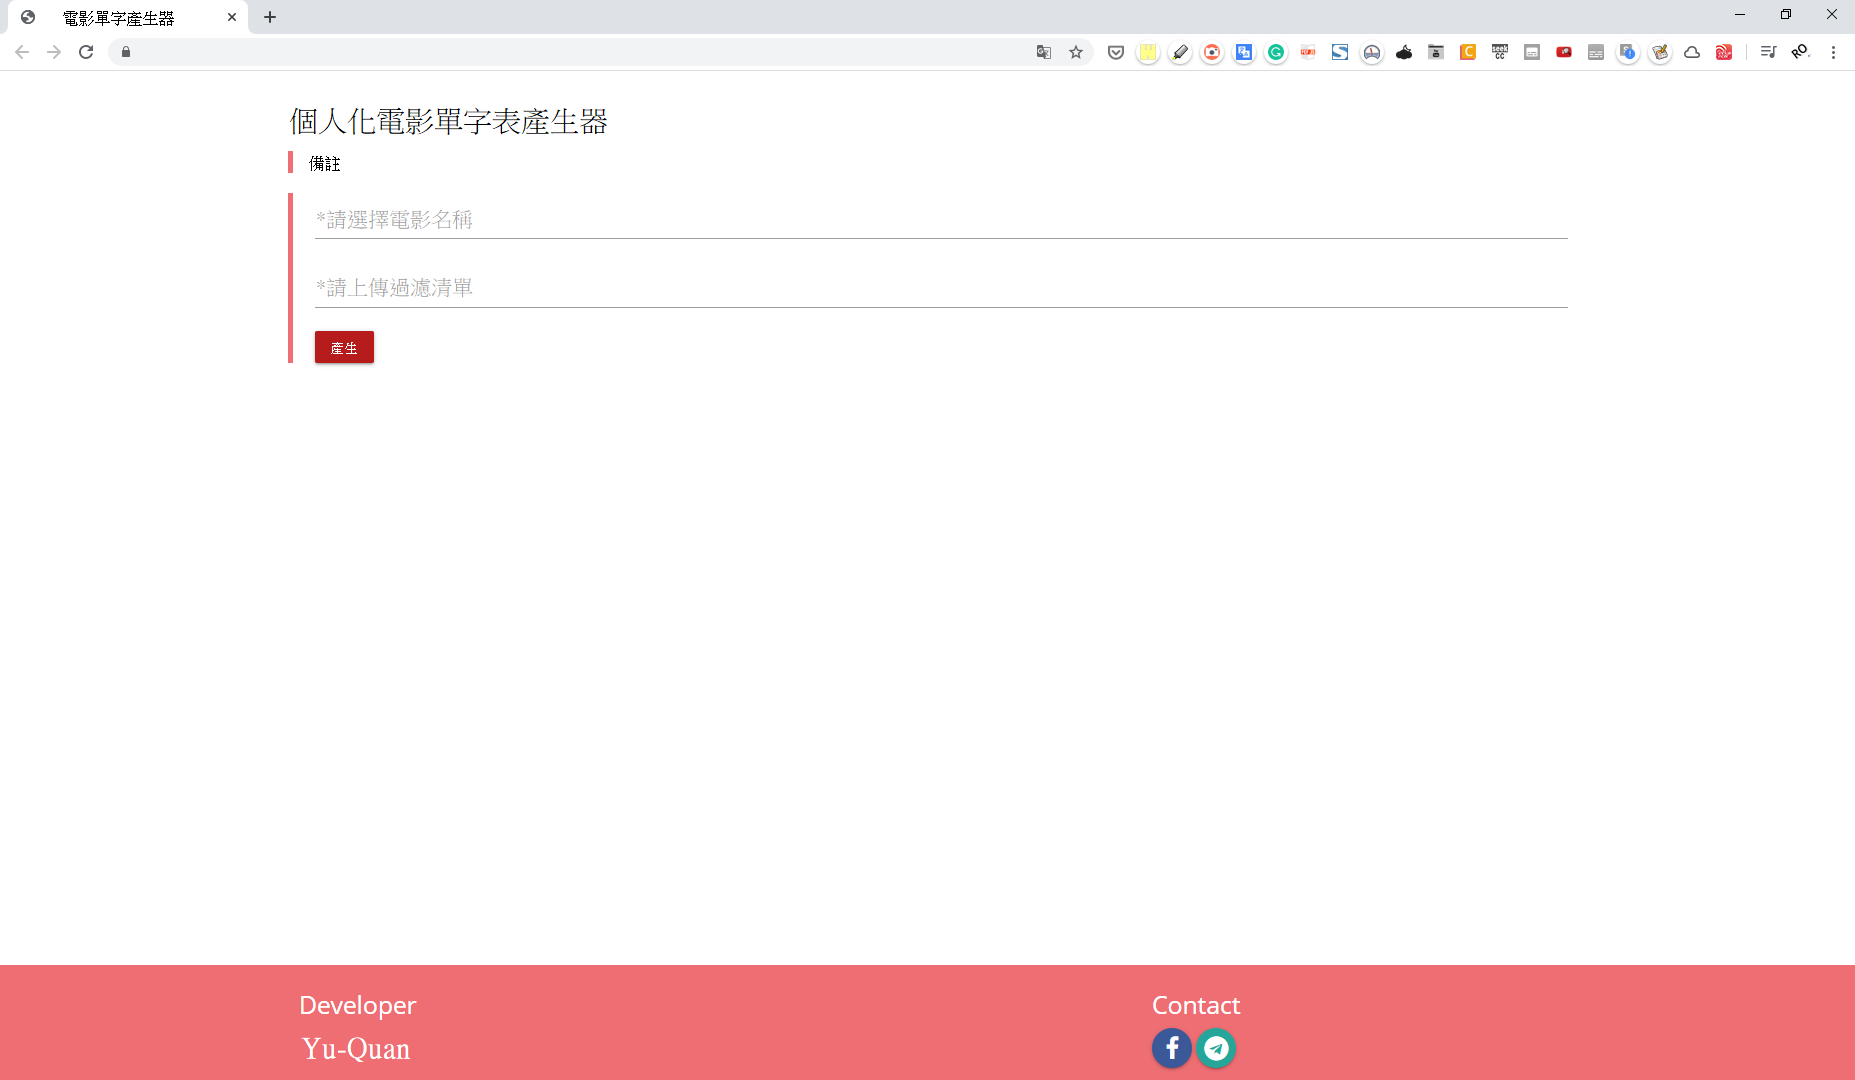 電影單字產生器
個人化電影單字表產生器
備註
*請選擇電影名稱
*請上傳過濾清單
產生
Developer
Contact
Yu-Quan